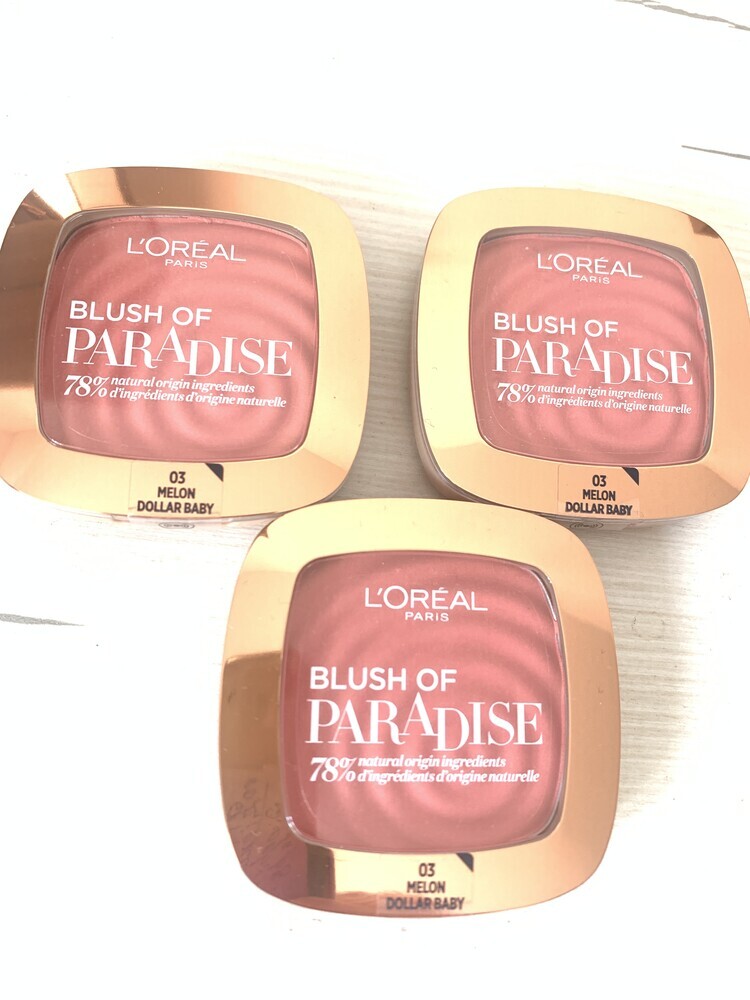 L'ORÉAL
PARIS
BLUSH OF
PARADISE
78% natural origin ingredients
d'ingrédients d'origine naturelle
03
MELON
DOLLAR BABY
L'ORÉAL
PARIS
BLUSH OF
PARADISE
78% natural origin ingredients
d'ingrédients d'origine naturelle
03
MELON
DOLLAR BABY
L'ORÉAL
PARIS
BLUSH OF
PARADISE
78% natural origin ingredients
d'ingrédients d'origine naturelle
03
MELON
DOLLAR BABY